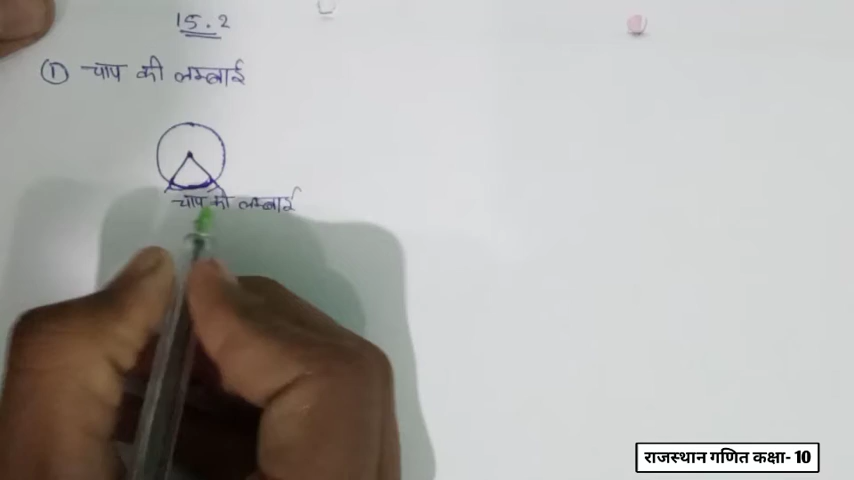 15.2
① चाप की लम्बाई
चाप की लम्बाई
राजस्थान गणित कक्षा- 10